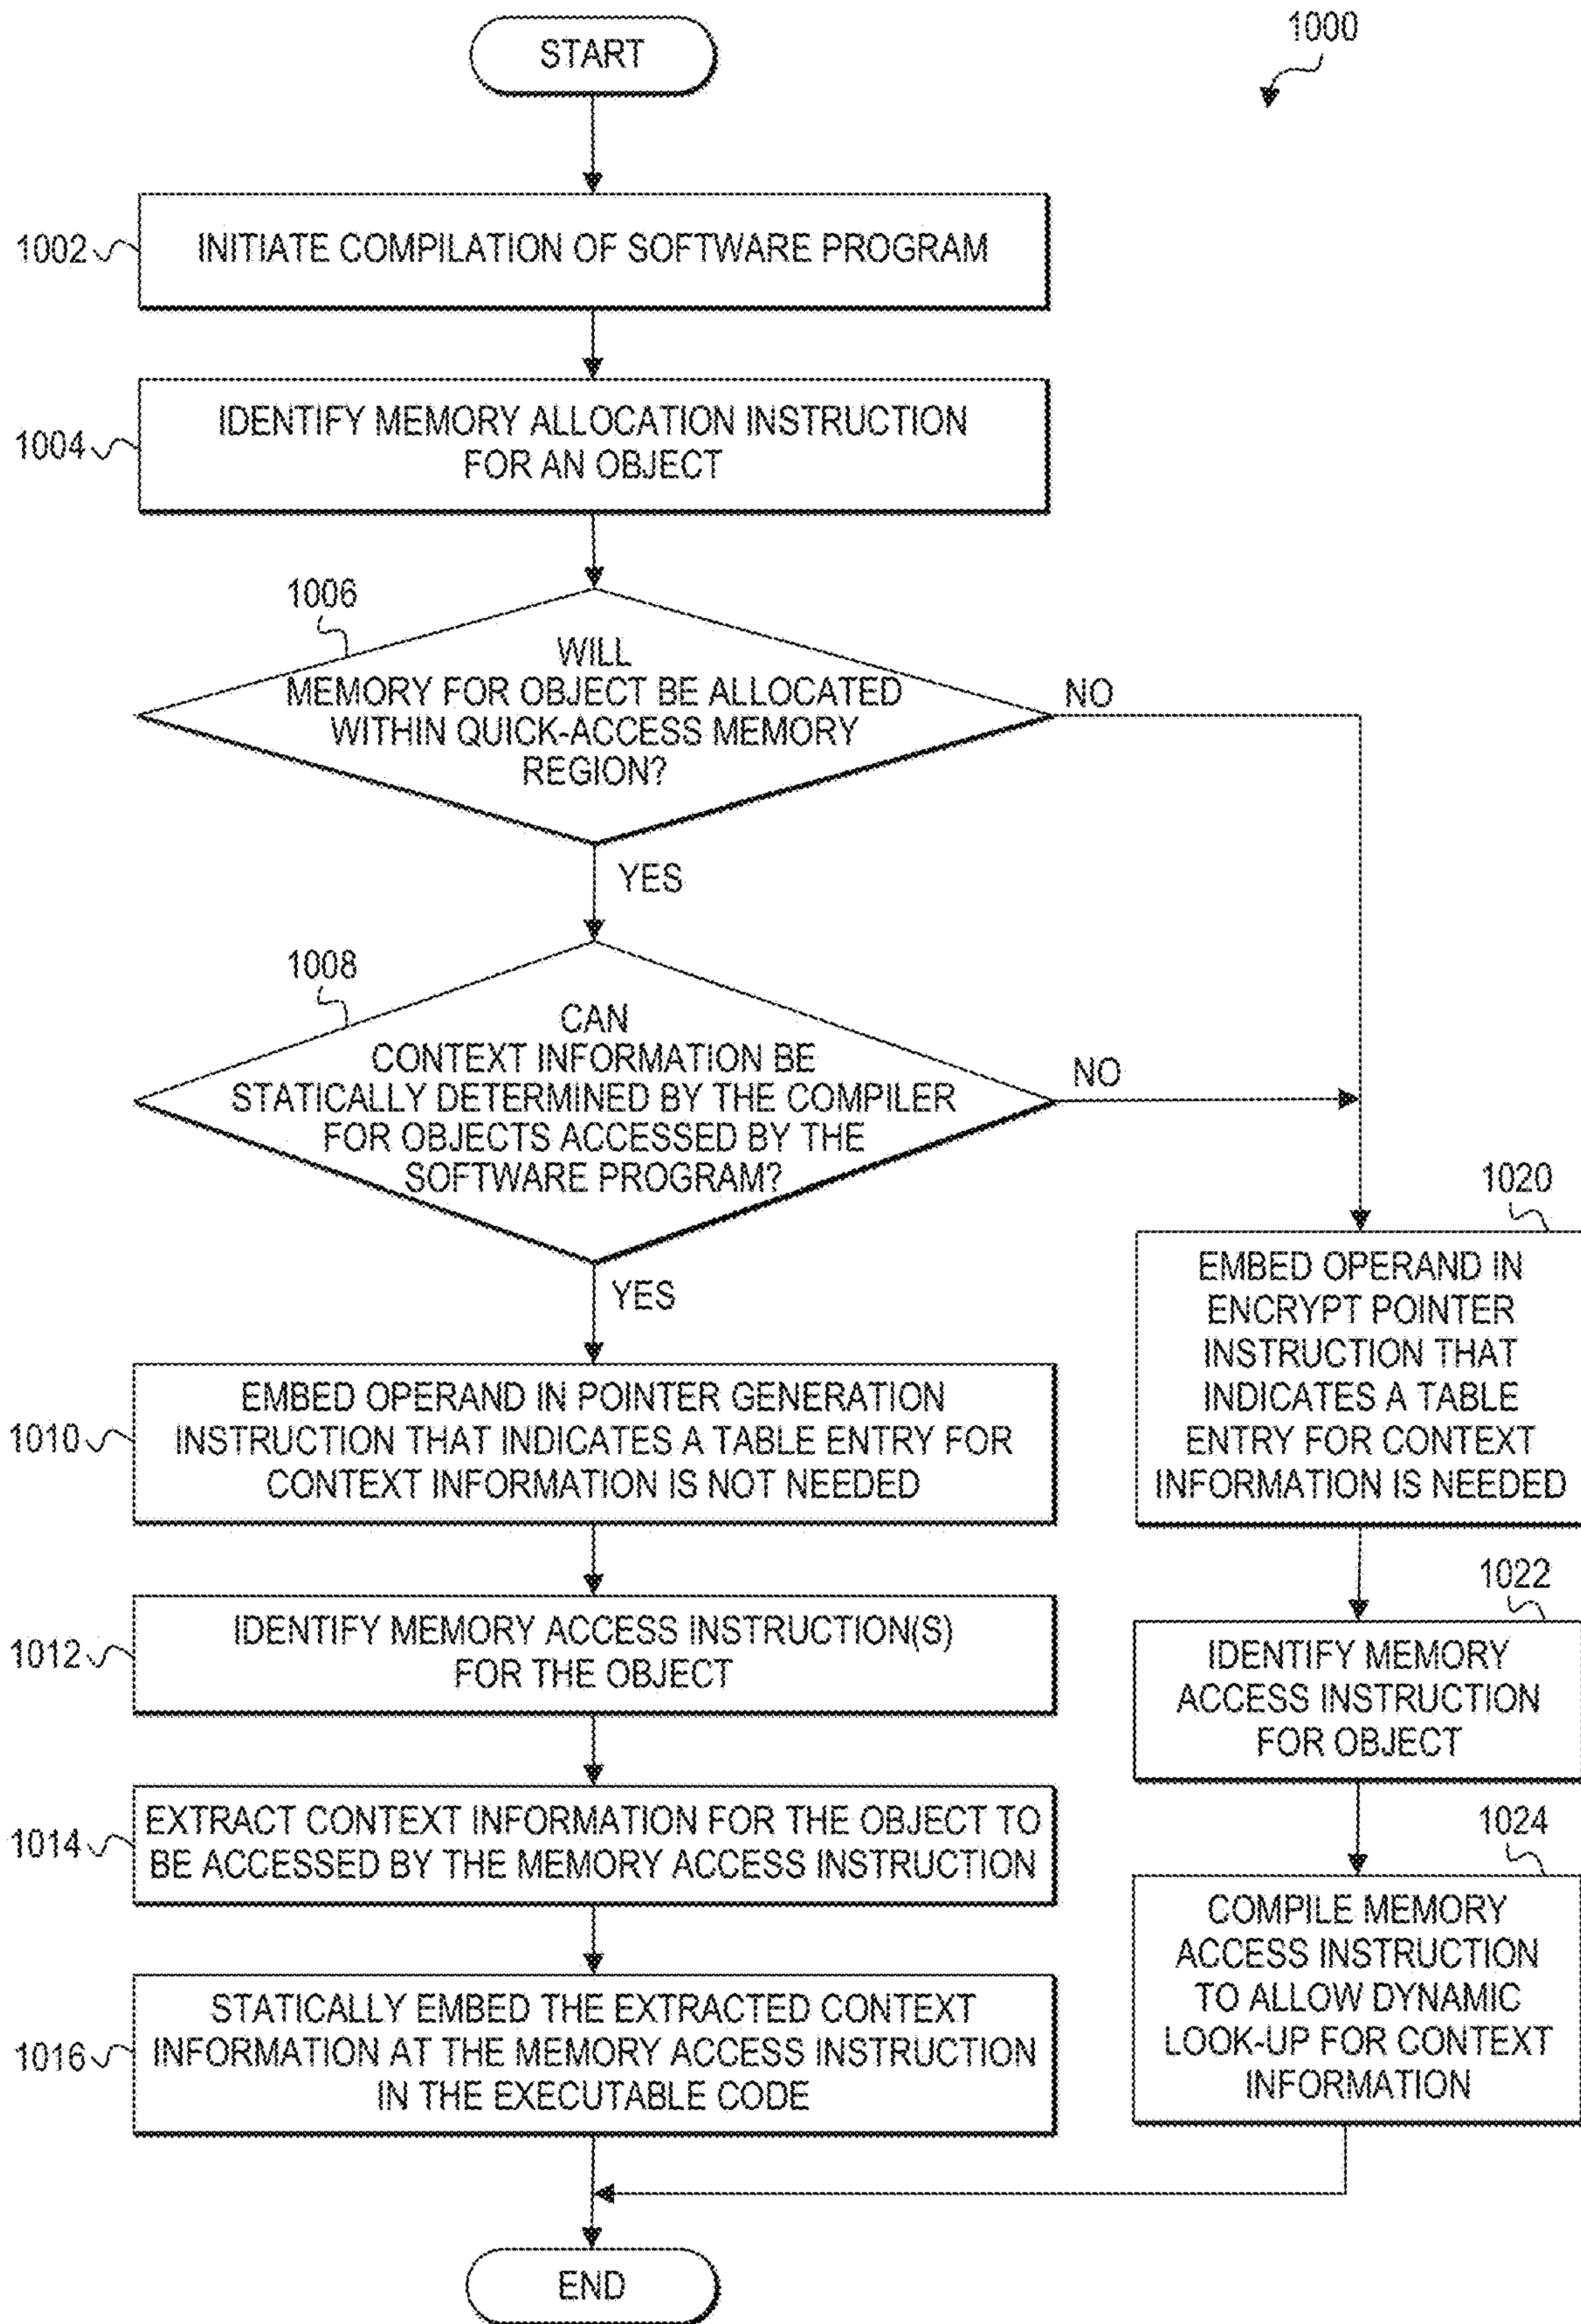 1000
START
1002
INITIATE COMPILATION OF SOFTWARE PROGRAM
1004
IDENTIFY MEMORY ALLOCATION INSTRUCTION
FOR AN OBJECT
1006
WILL
MEMORY FOR OBJECT BE ALLOCATED
WITHIN QUICK-ACCESS MEMORY
REGION?
NO
YES
1008
CAN
CONTEXT INFORMATION BE
STATICALLY DETERMINED BY THE COMPILER
FOR OBJECTS ACCESSED BY THE
SOFTWARE PROGRAM?
NO
YES
1010
EMBED OPERAND IN POINTER GENERATION
INSTRUCTION THAT INDICATES A TABLE ENTRY FOR
CONTEXT INFORMATION IS NOT NEEDED
1012
IDENTIFY MEMORY ACCESS INSTRUCTION(S)
FOR THE OBJECT
1014
EXTRACT CONTEXT INFORMATION FOR THE OBJECT TO
BE ACCESSED BY THE MEMORY ACCESS INSTRUCTION
1016
STATICALLY EMBED THE EXTRACTED CONTEXT
INFORMATION AT THE MEMORY ACCESS INSTRUCTION
IN THE EXECUTABLE CODE
1020
EMBED OPERAND IN
ENCRYPT POINTER
INSTRUCTION THAT
INDICATES A TABLE
ENTRY FOR CONTEXT
INFORMATION IS NEEDED
1022
IDENTIFY MEMORY
ACCESS INSTRUCTION
FOR OBJECT
1024
COMPILE MEMORY
ACCESS INSTRUCTION
TO ALLOW DYNAMIC
LOOK-UP FOR CONTEXT
INFORMATION
END